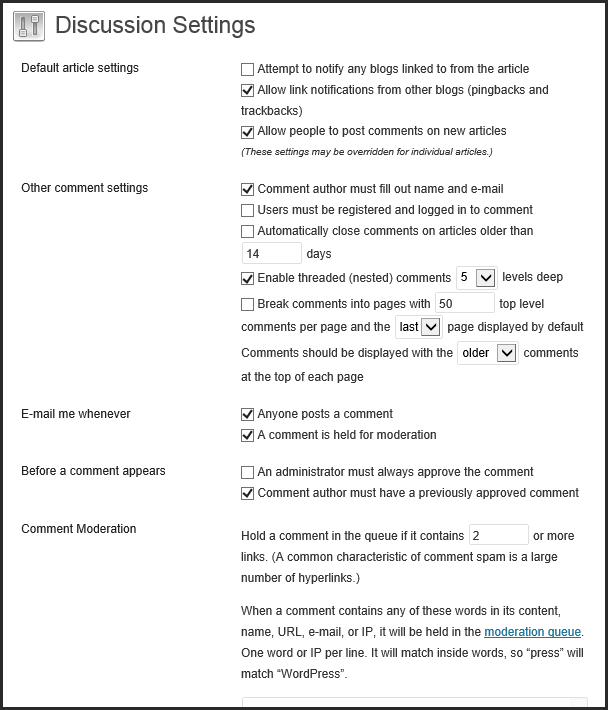 Discussion Settings
Default article settings
Attempt to notify any blogs linked to from the article
Allow link notifications from other blogs (pingbacks and
trackbacks)
Allow people to post comments on new articles
(These settings may be overridden for individual articles.)
Other comment settings
Comment author must fill out name and e-mail
Users must be registered and logged in to comment
Automatically close comments on articles older than
14 days
Enable threaded (nested) comments 5 levels deep
Break comments into pages with 50 top level
comments per page and the last page displayed by default
Comments should be displayed with the older comments
at the top of each page
E-mail me whenever
Anyone posts a comment
A comment is held for moderation
Before a comment appears
An administrator must always approve the comment
Comment author must have a previously approved comment
Comment Moderation
Hold a comment in the queue if it contains 2 or more
links. (A common characteristic of comment spam is a large
number of hyperlinks.)
When a comment contains any of these words in its content,
name, URL, e-mail, or IP, it will be held in the moderation queue.
One word or IP per line. It will match inside words, so “press” will
match “WordPress”.